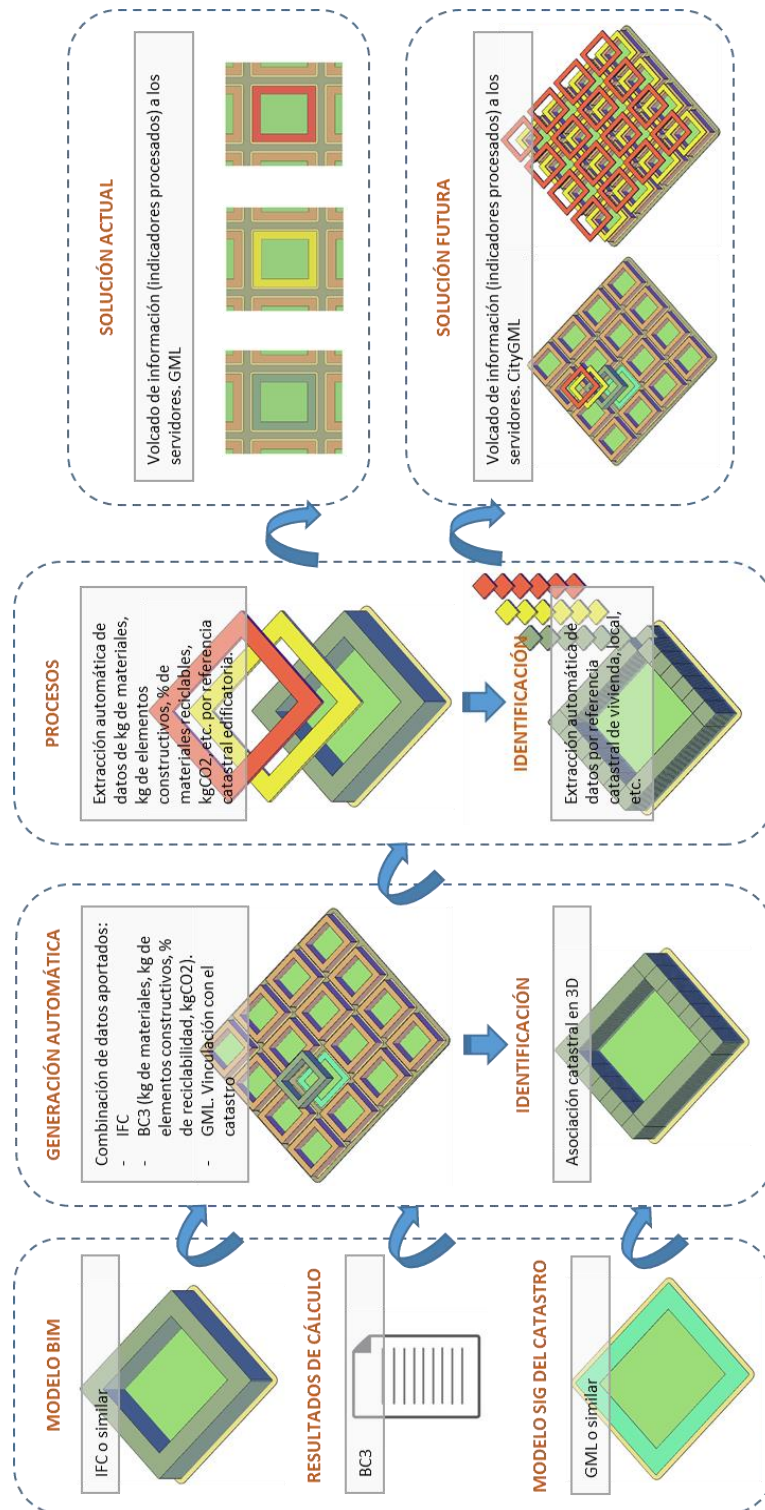 MODELO BIM
IFC o similar
RESULTADOS DE CÁLCULO
BC3
MODELO SIG DEL CATASTRO
GML o similar
GENERACIÓN AUTOMÁTICA
Combinación de datos aportados:
- IFC
- BC3 (kg de materiales, kg de
elementos constructivos, %
de reciclabilidad, kgCO2).
- GML. Vinculación con el
catastro
IDENTIFICACIÓN
Asociación catastral en 3D
PROCESOS
Extracción automática de
datos de kg de materiales,
kg de elementos
constructivos, % de
materiales reciclables,
kgCO2, etc. por referencia
catastral edificatoria.
IDENTIFICACIÓN
Extracción automática de
datos por referencia
catastral de vivienda, local,
etc.
SOLUCIÓN ACTUAL
Volcado de información (indicadores procesados) a los
servidores. GML
SOLUCIÓN FUTURA
Volcado de información (indicadores procesados) a los
servidores. CityGML